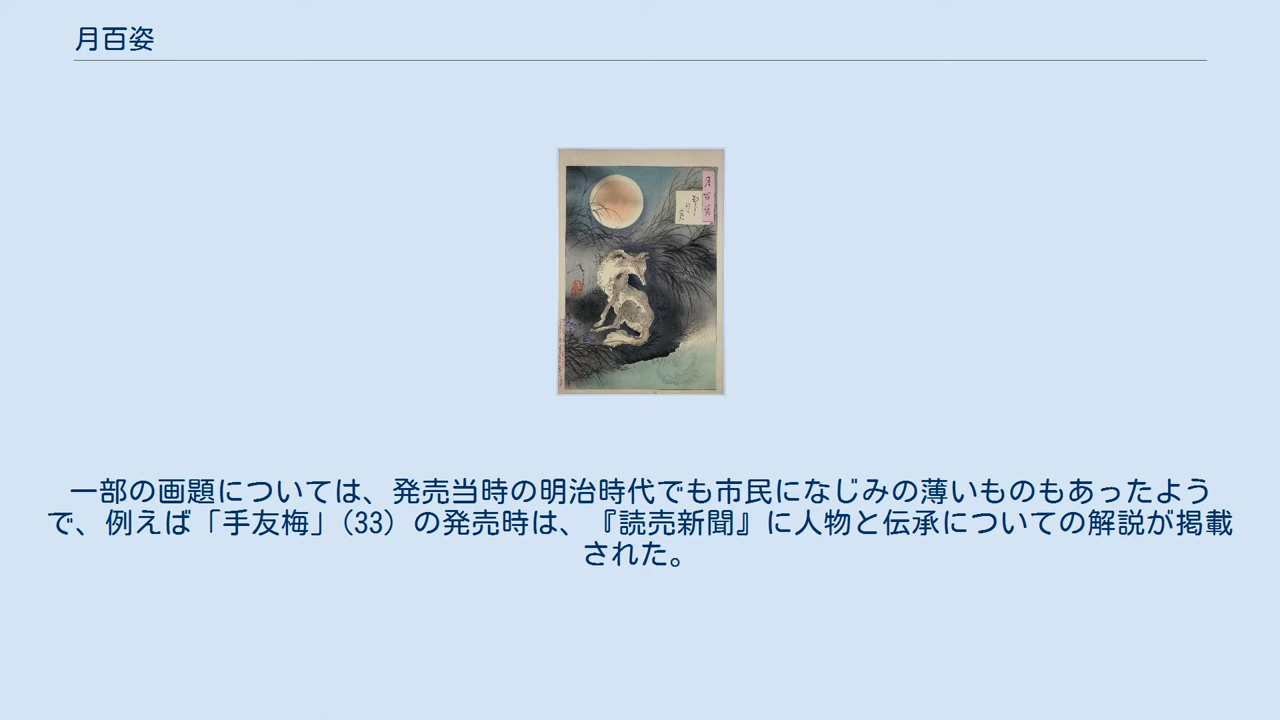 月百姿
月百姿
一部の画題については、発売当時の明治時代でも市民になじみの薄いものもあったよう
で、例えば「手友梅」(33）の発売時は、『読売新聞』に人物と伝承についての解説が掲載
された。